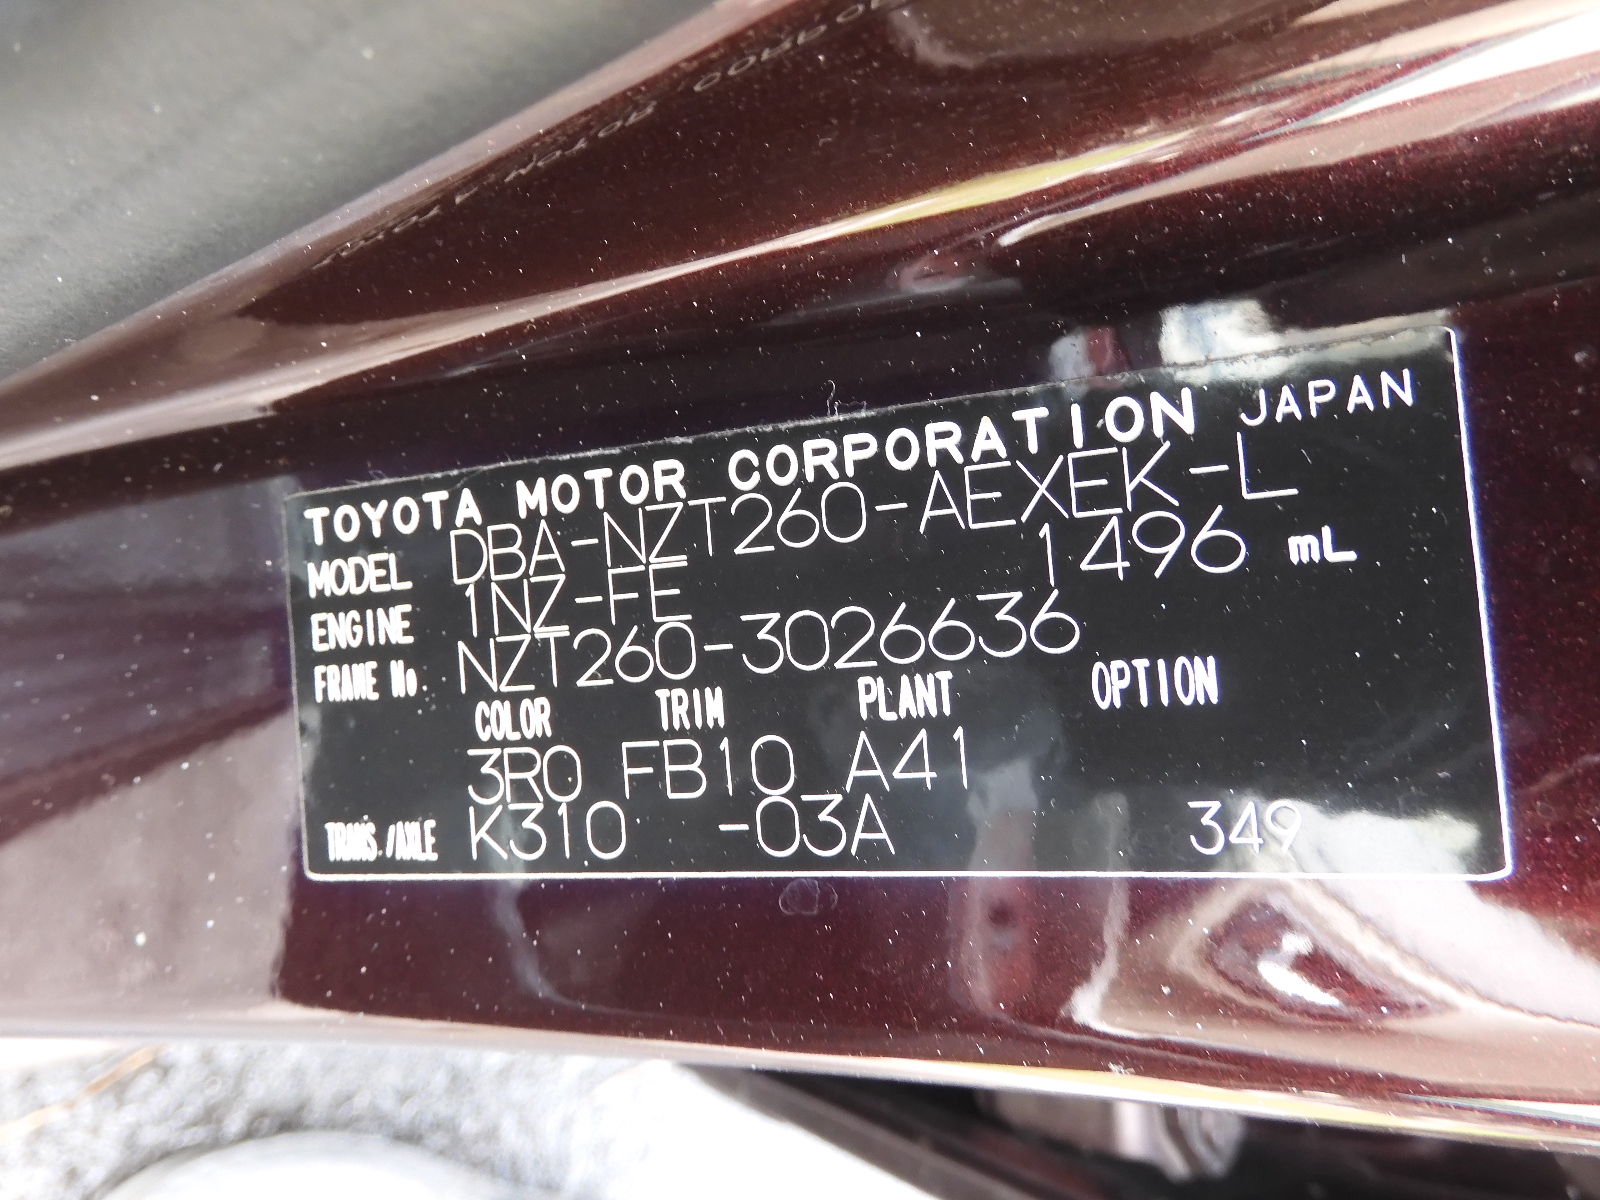 TOYOTA MOTOR CORPORATION JAPAN
MODEL DBA-NZT260-AEXEK-L
ENGINE 1NZ-FE 1496 mL
FRAME No. NZT260-3026636
COLOR TRIM PLANT OPTION
3R0 FB10 A41
TRANS./AXLE K310 -03A 349